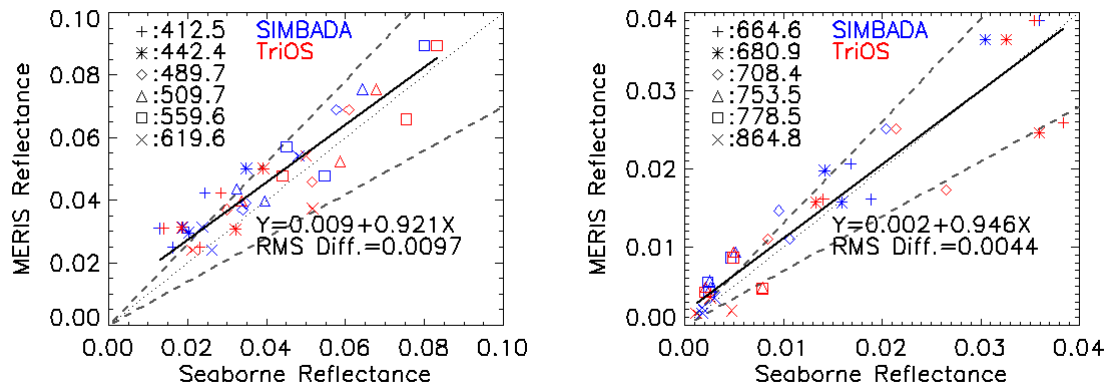 0.10
0.08
0.06
0.04
0.02
0.00
MERIS Reflectance
+:412.5
*:442.4
◇:489.7
△:509.7
□:559.6
×:619.6
SIMBADA
TriOS
Y=0.009+0.921X
RMS Diff.=0.0097
0.00 0.02 0.04 0.06 0.08 0.10
Seaborne Reflectance
0.04
0.03
0.02
0.01
0.00
MERIS Reflectance
+:664.6
*:680.9
◇:708.4
△:753.5
□:778.5
×:864.8
SIMBADA
TriOS
Y=0.002+0.946X
RMS Diff.=0.0044
0.00 0.01 0.02 0.03 0.04
Seaborne Reflectance